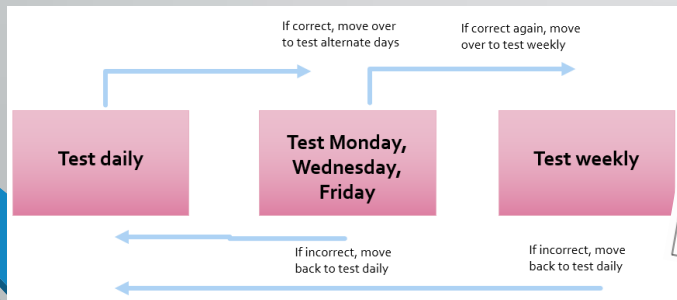 If correct, move over
to test alternate days
If correct again, move
over to test weekly
Test daily
Test Monday,
Wednesday,
Friday
Test weekly
If incorrect, move
back to test daily
If incorrect, move
back to test daily